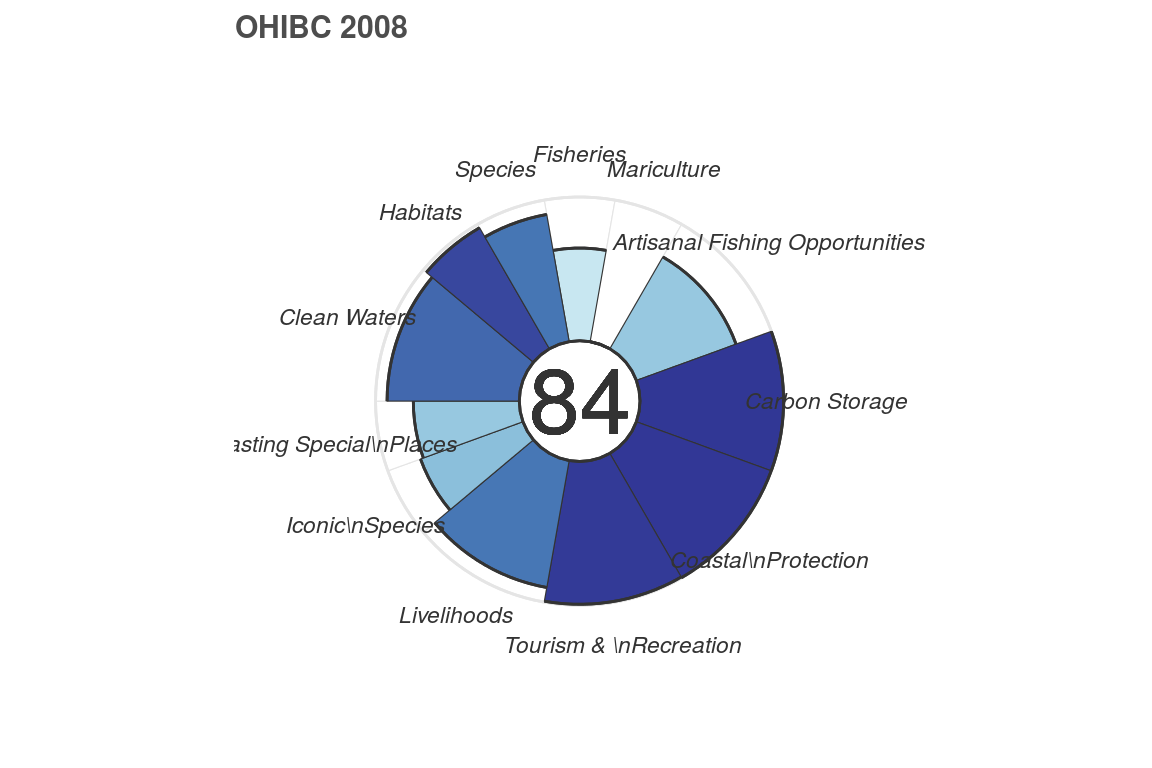 OHIBC 2008
Fisheries
Species
Mariculture
Habitats
Artisanal Fishing Opportunities
Clean Waters
84
Carbon Storage
asting Special\nPlaces
Iconic\nSpecies
Coastal\nProtection
Livelihoods
Tourism & \nRecreation